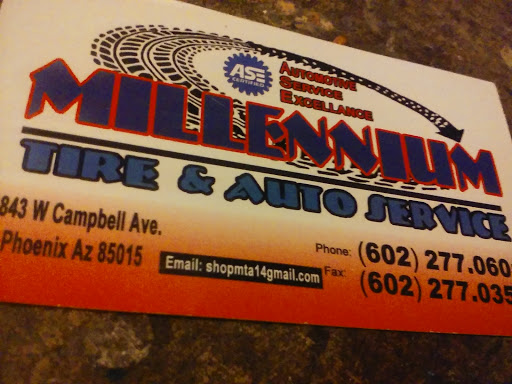 ASE
CERTIFIED
AUTOMOTIVE
SERVICE
EXCELLANCE
MILLENNIUM
TIRE & AUTO SERVICE
843 W Campbell Ave.
Phoenix Az 85015
Email: shopmta14gmail.com
Phone: (602) 277.060
Fax: (602) 277.035